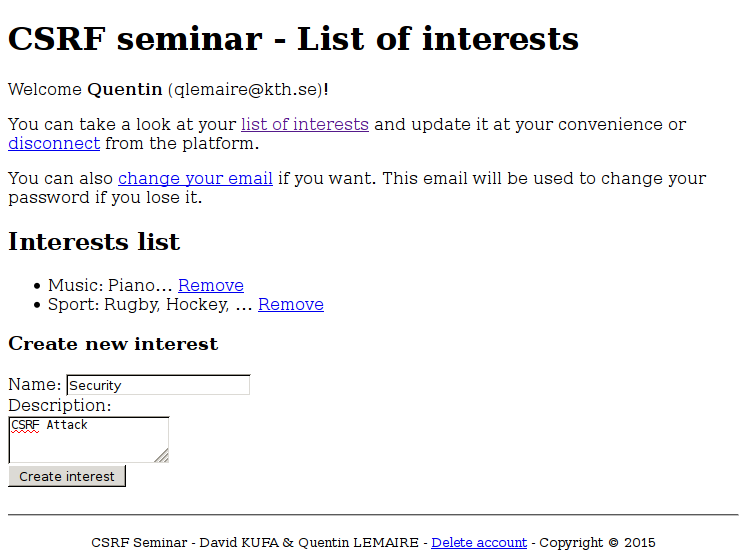 CSRF seminar - List of interests
Welcome Quentin (qlemaire@kth.se)!
You can take a look at your list of interests and update it at your convenience or
disconnect from the platform.
You can also change your email if you want. This email will be used to change your
password if you lose it.
Interests list
• Music: Piano... Remove
• Sport: Rugby, Hockey, ... Remove
Create new interest
Name: Security
Description:
CSRF Attack
Create interest
CSRF Seminar - David KUFA & Quentin LEMAIRE - Delete account - Copyright © 2015